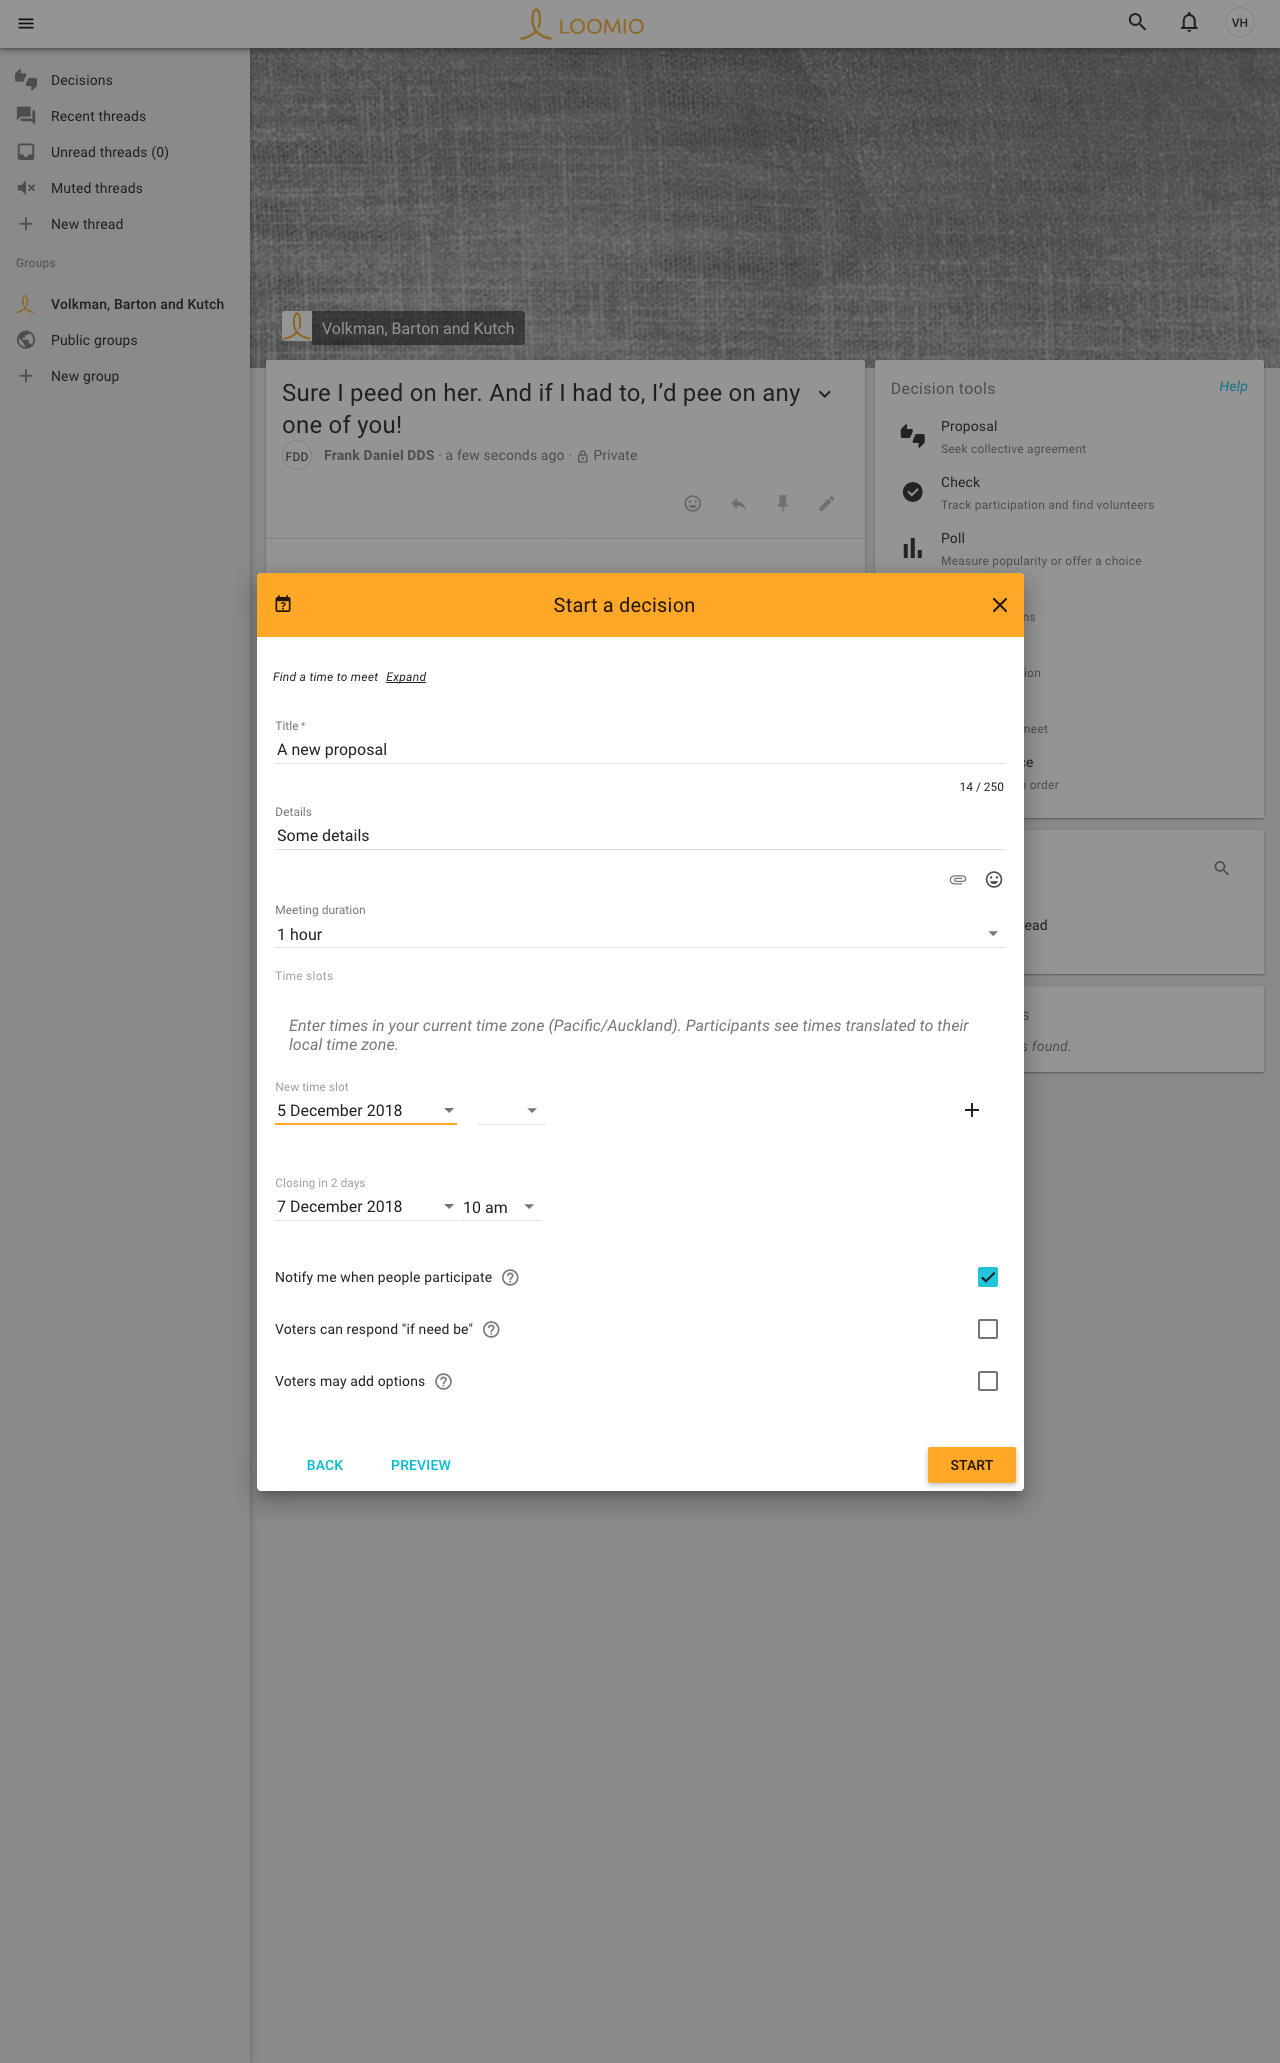 LOOMIO
VH
Decisions
Recent threads
Unread threads (0)
Muted threads
New thread
Groups
Volkman, Barton and Kutch
Public groups
New group
Volkman, Barton and Kutch
Sure I peed on her. And if I had to, I'd pee on any
one of you!
FDD
Frank Daniel DDS · a few seconds ago · Private
Decision tools
Help
Proposal
Seek collective agreement
Check
Track participation and find volunteers
Poll
Measure popularity or offer a choice
Start a decision
Find a time to meet Expand
Title *
A new proposal
14 / 250
Details
Some details
Meeting duration
1 hour
Time slots
Enter times in your current time zone (Pacific/Auckland). Participants see times translated to their
local time zone.
New time slot
5 December 2018
Closing in 2 days
7 December 2018
10 am
Notify me when people participate
Voters can respond "if need be"
Voters may add options
BACK
PREVIEW
START
meet
order
found.